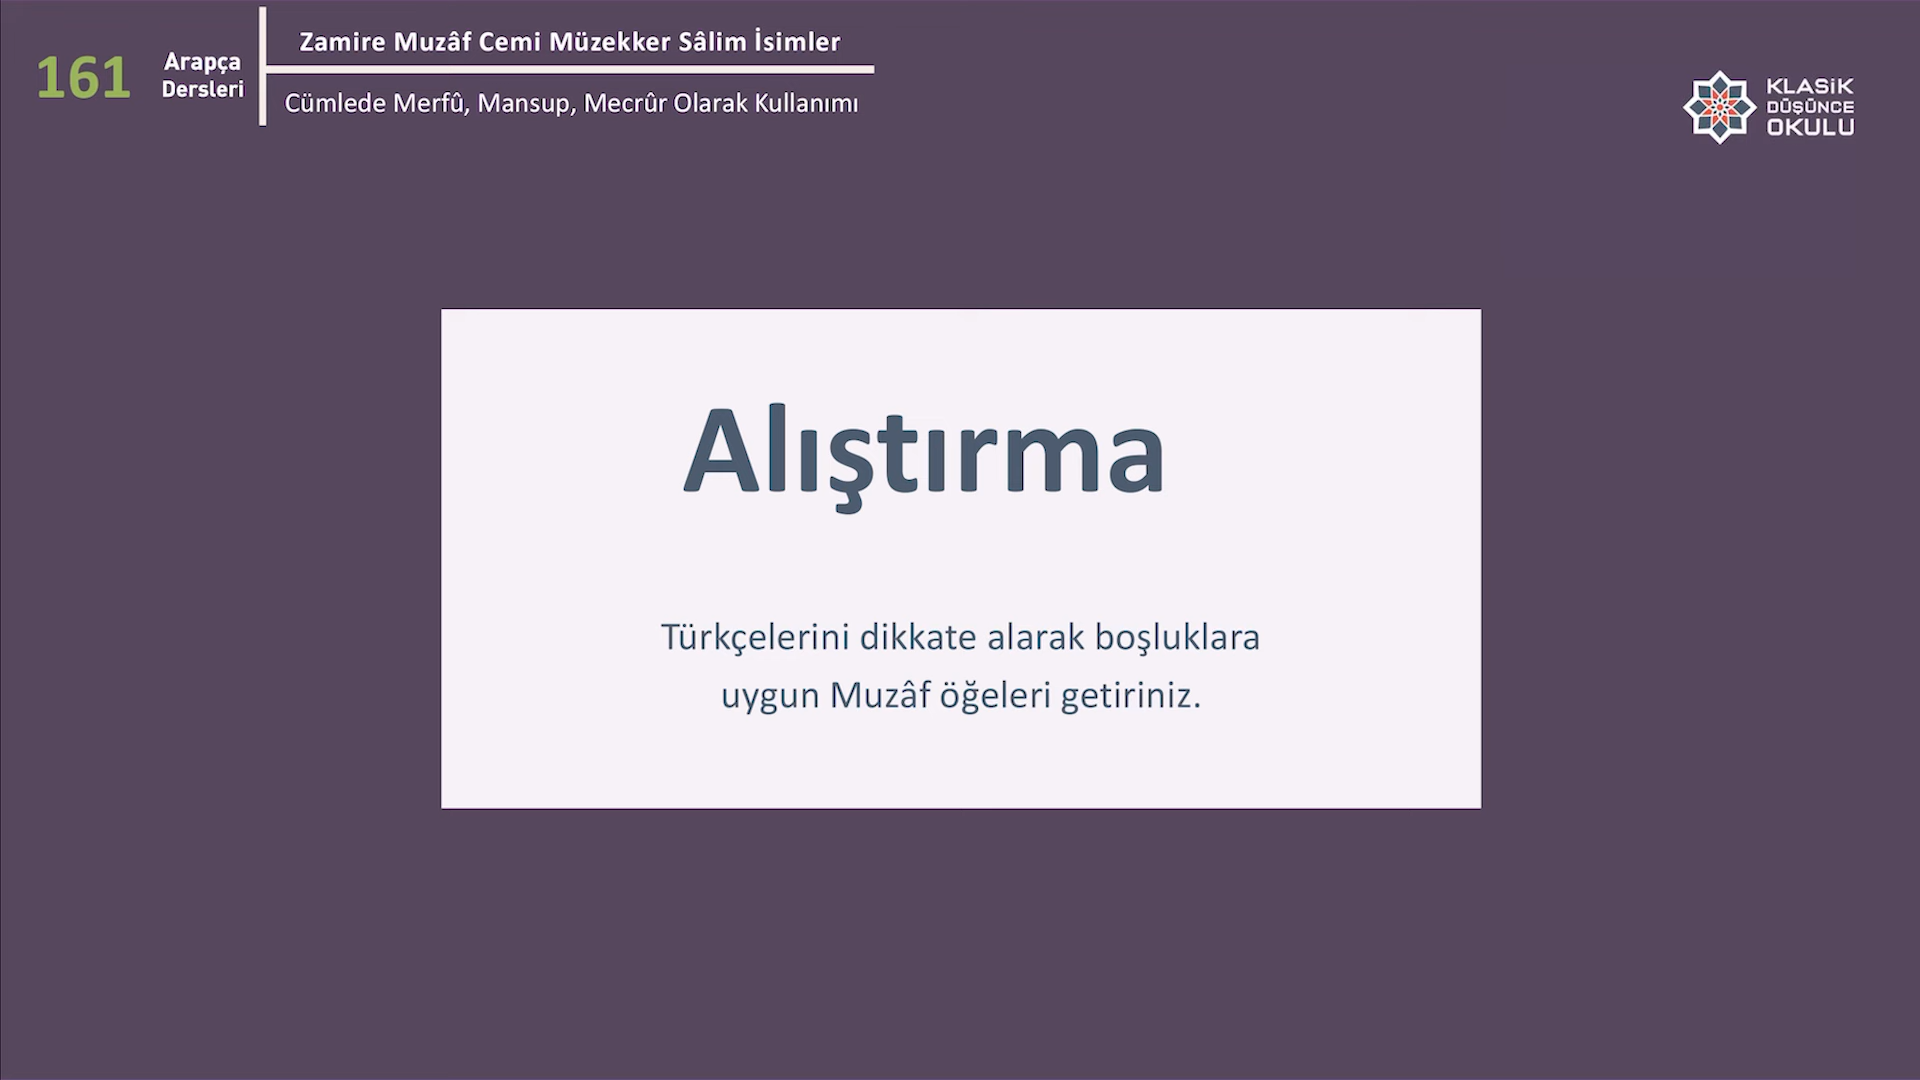 161
Arapça
Dersleri
Zamire Muzâf Cemi Müzekker Sâlim İsimler
Cümlede Merfû, Mansup, Mecrûr Olarak Kullanımı
KLASİK
DÜŞÜNCE
OKULU
Alıştırma
Türkçelerini dikkate alarak boşluklara
uygun Muzâf öğeleri getiriniz.